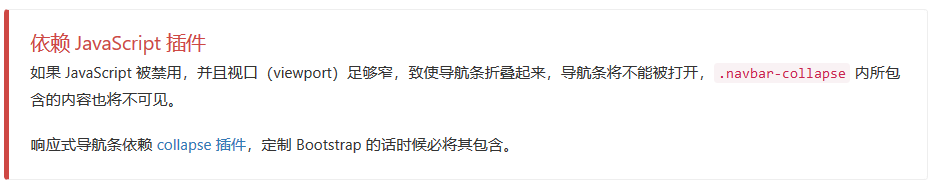 依赖 JavaScript 插件
如果 JavaScript 被禁用，并且视口（viewport）足够窄，致使导航条折叠起来，导航条将不能被打开，.navbar-collapse 内所包
含的内容也将不可见。
响应式导航条依赖 collapse 插件，定制 Bootstrap 的话时候必将其包含。